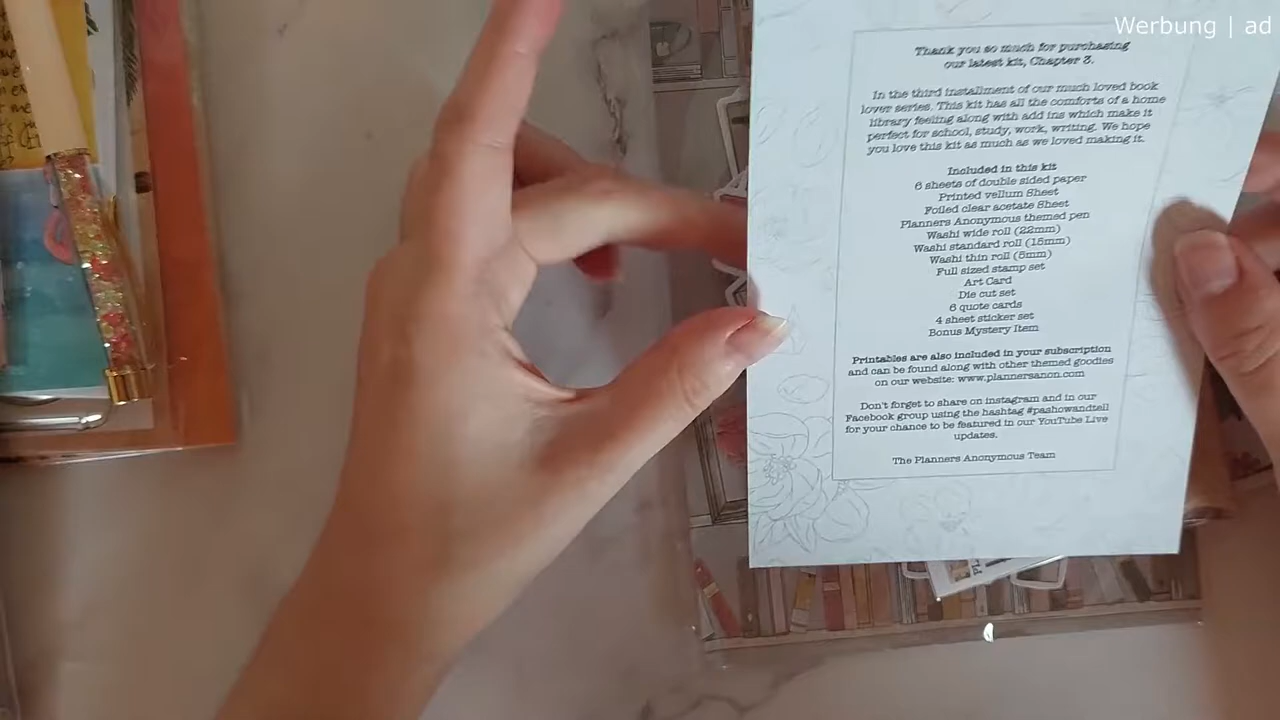 Werbung | ad
Thank you so much for purchasing
our latest kit, Chapter 3.
In the third installment of our much loved book
lover series. This kit has all the comforts of a home
library feeling along with add ins which make it
perfect for school, study, work, writing. We hope
you love this kit as much as we loved making it.
Included in this kit
6 sheets of double sided paper
Printed vellum Sheet
Foiled clear acetate Sheet
Planners Anonymous themed pen
Washi wide roll (22mm)
Washi standard roll (15mm)
Washi thin roll (5mm)
Full sized stamp set
Art Card
Die cut set
6 quote cards
4 sheet sticker set
Bonus Mystery Item
Printables are also included in your subscription
and can be found along with other themed goodies
on our website: www.plannersanon.com
Don't forget to share on instagram and in our
Facebook group using the hashtag #pashowandtell
for your chance to be featured in our YouTube Live
updates.
The Planners Anonymous Team